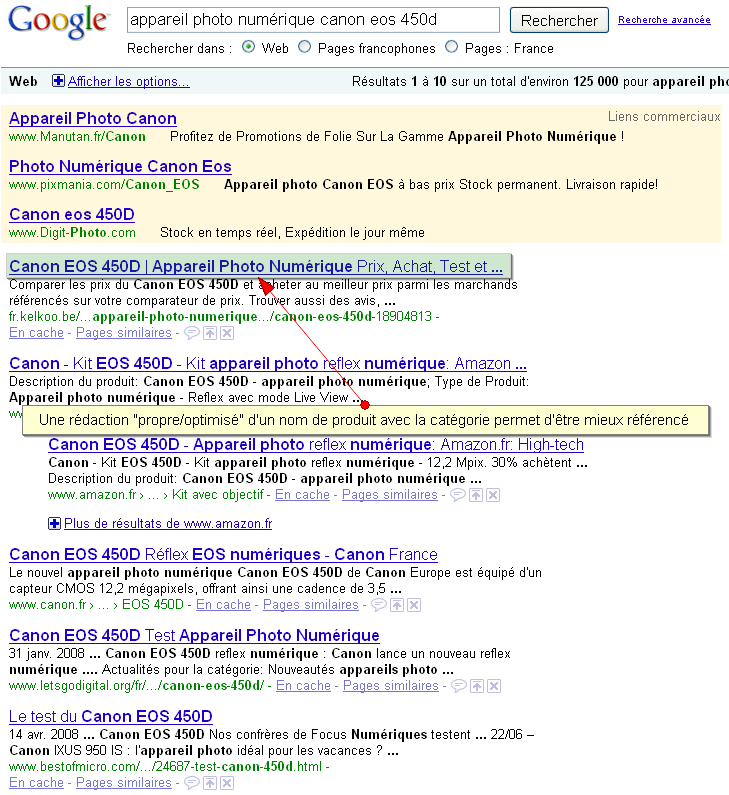 Google appareil photo numérique canon eos 450d Rechercher Recherche avancée
Rechercher dans : Web Pages francophones Pages : France
Web Afficher les options... Résultats 1 à 10 sur un total d'environ 125 000 pour appareil pho
Appareil Photo Canon Liens commerciaux
www.Manutan.fr/Canon Profitez de Promotions de Folie Sur La Gamme Appareil Photo Numérique !
Photo Numérique Canon Eos
www.pixmania.com/Canon_EOS Appareil photo Canon EOS à bas prix Stock permanent. Livraison rapide!
Canon eos 450D
www.Digit-Photo.com Stock en temps réel, Expédition le jour même
Canon EOS 450D | Appareil Photo Numérique Prix, Achat, Test et ...
Comparer les prix du Canon EOS 450D et acheter au meilleur prix parmi les marchands
référencés sur votre comparateur de prix. Trouver aussi des avis, ...
fr.kelkoo.be/...appareil-photo-numerique.../canon-eos-450d-18904813 -
En cache - Pages similaires -
Canon - Kit EOS 450D - Kit appareil photo reflex numérique: Amazon ...
Description du produit: Canon EOS 450D - appareil photo numérique; Type de Produit:
Appareil photo numérique - Reflex avec mode Live View ...
Une rédaction "propre/optimisé" d'un nom de produit avec la catégorie permet d'être mieux référencé
Canon EOS 450D - Appareil photo reflex numérique: Amazon.fr: High-tech
Canon - Kit EOS 450D - Kit appareil photo reflex numérique - 12,2 Mpix. 30% achètent ...
Description du produit: Canon EOS 450D - appareil photo numérique ...
www.amazon.fr › ... › Kit avec objectif - En cache - Pages similaires -
Plus de résultats de www.amazon.fr
Canon EOS 450D Réflex EOS numériques - Canon France
Le nouvel appareil photo numérique Canon EOS 450D de Canon Europe est équipé d'un
capteur CMOS 12,2 mégapixels, offrant ainsi une cadence de 3,5 ...
www.canon.fr › ... › EOS 450D - En cache - Pages similaires -
Canon EOS 450D Test Appareil Photo Numérique
31 janv. 2008 ... Canon EOS 450D reflex numérique : Canon lance un nouveau reflex
numérique .... Actualités pour la catégorie: Nouveautés appareils photo ...
www.letsgodigital.org/fr/.../canon-eos-450d/ - En cache - Pages similaires -
Le test du Canon EOS 450D
14 avr. 2008 ... Canon EOS 450D Nos confrères de Focus Numériques testent ... 22/06 –
Canon IXUS 950 IS : l'appareil photo idéal pour les vacances ? ...
www.bestofmicro.com/.../24687-test-canon-450d.html -
En cache - Pages similaires -